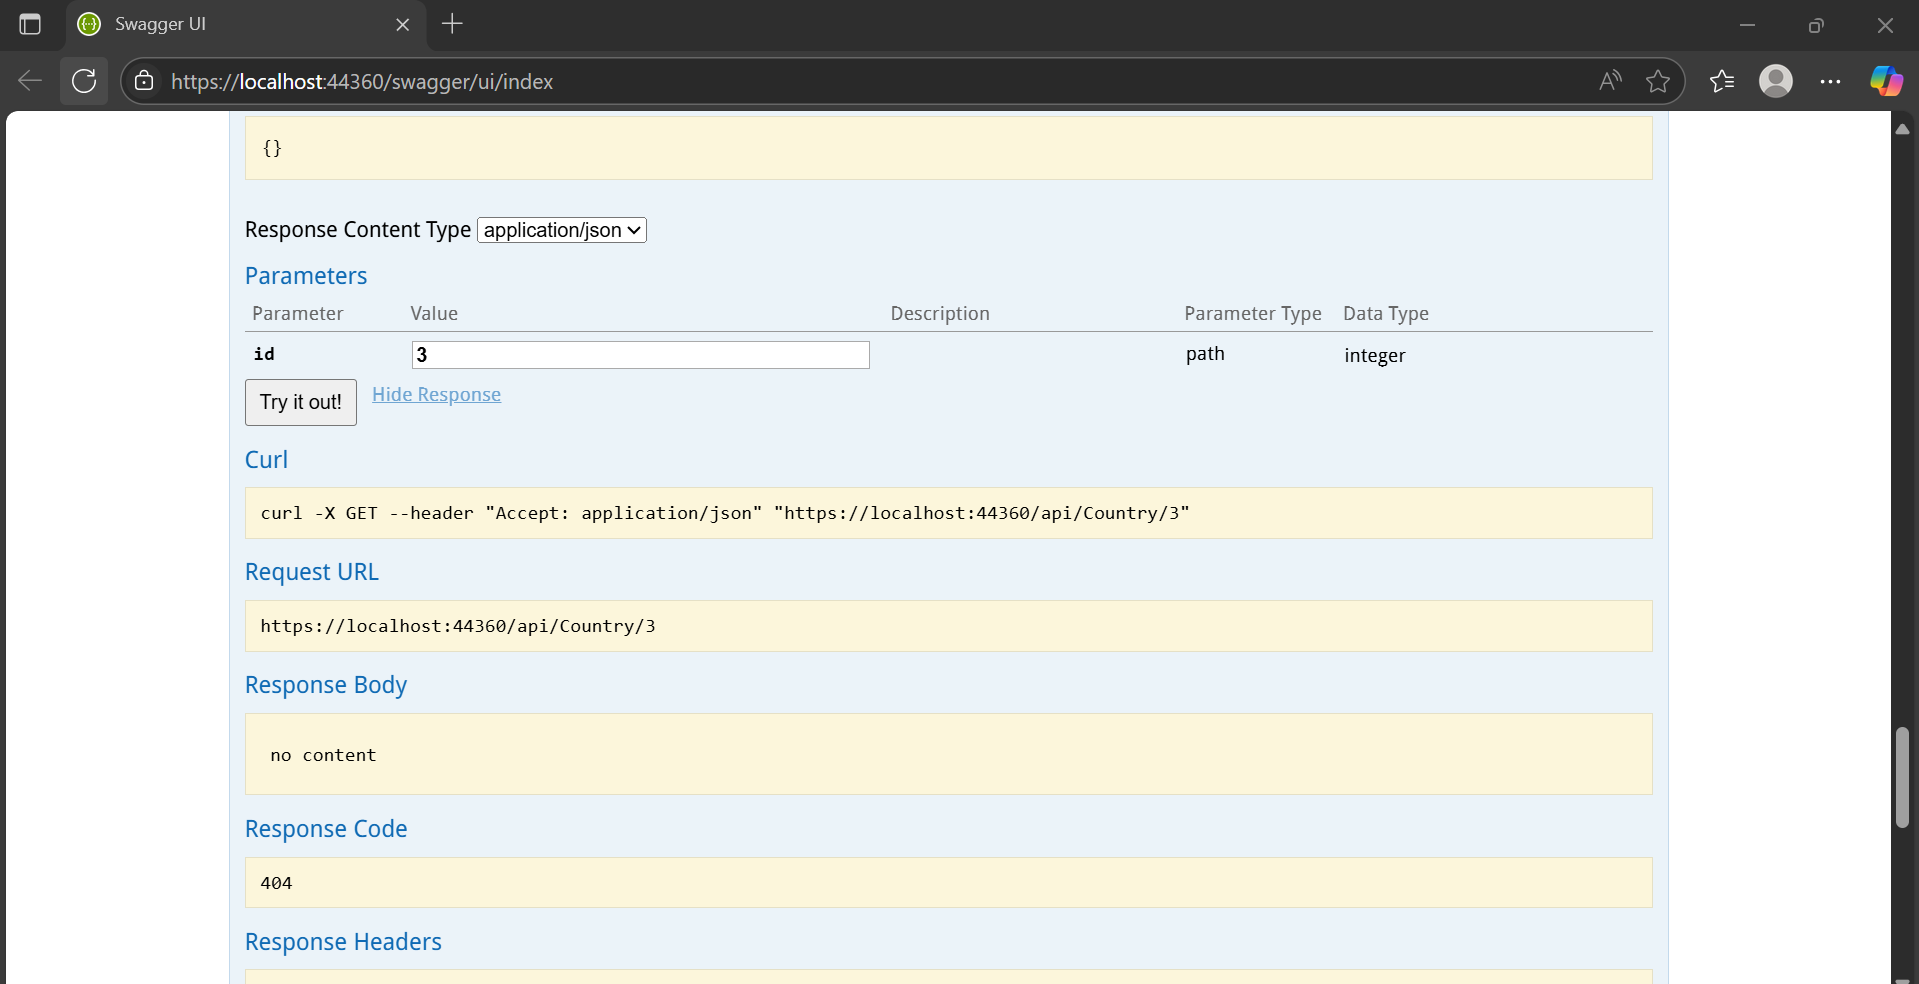 Swagger UI
https://localhost:44360/swagger/ui/index
{}
Response Content Type application/json
Parameters
Parameter Value Description Parameter Type Data Type
id 3 path integer
Try it out! Hide Response
Curl
curl -X GET --header "Accept: application/json" "https://localhost:44360/api/Country/3"
Request URL
https://localhost:44360/api/Country/3
Response Body
no content
Response Code
404
Response Headers